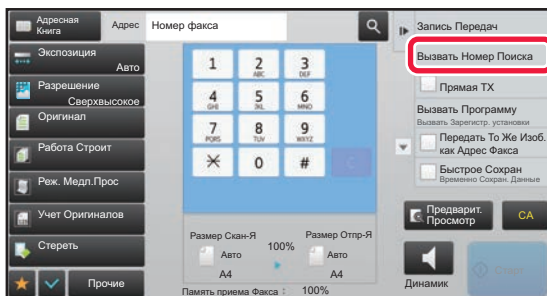 Адресная
Книга
Адрес
Номер факса
Экспозиция
Авто
Разрешение
Сверхвысокое
Оригинал
Работа Строит
Реж. Медл.Прос
Учет Оригиналов
Стереть
Прочие
1
2
ABC
3
DEF
4
GHI
5
JKL
6
MNO
7
PQRS
8
TUV
9
WXYZ
0
#
C
Размер Скан-Я
Авто
A4
100%
Размер Отпр-Я
Авто
A4
Память приема Факса : 100%
Запись Передач
Вызвать Номер Поиска
Прямая TX
Вызвать Программу
Вызвать Зарегистр. установки
Передать То Же Изоб.
как Адрес Факса
Быстрое Сохран
Временно Сохран. Данные
Предварит.
Просмотр
CA
Динамик
Старт